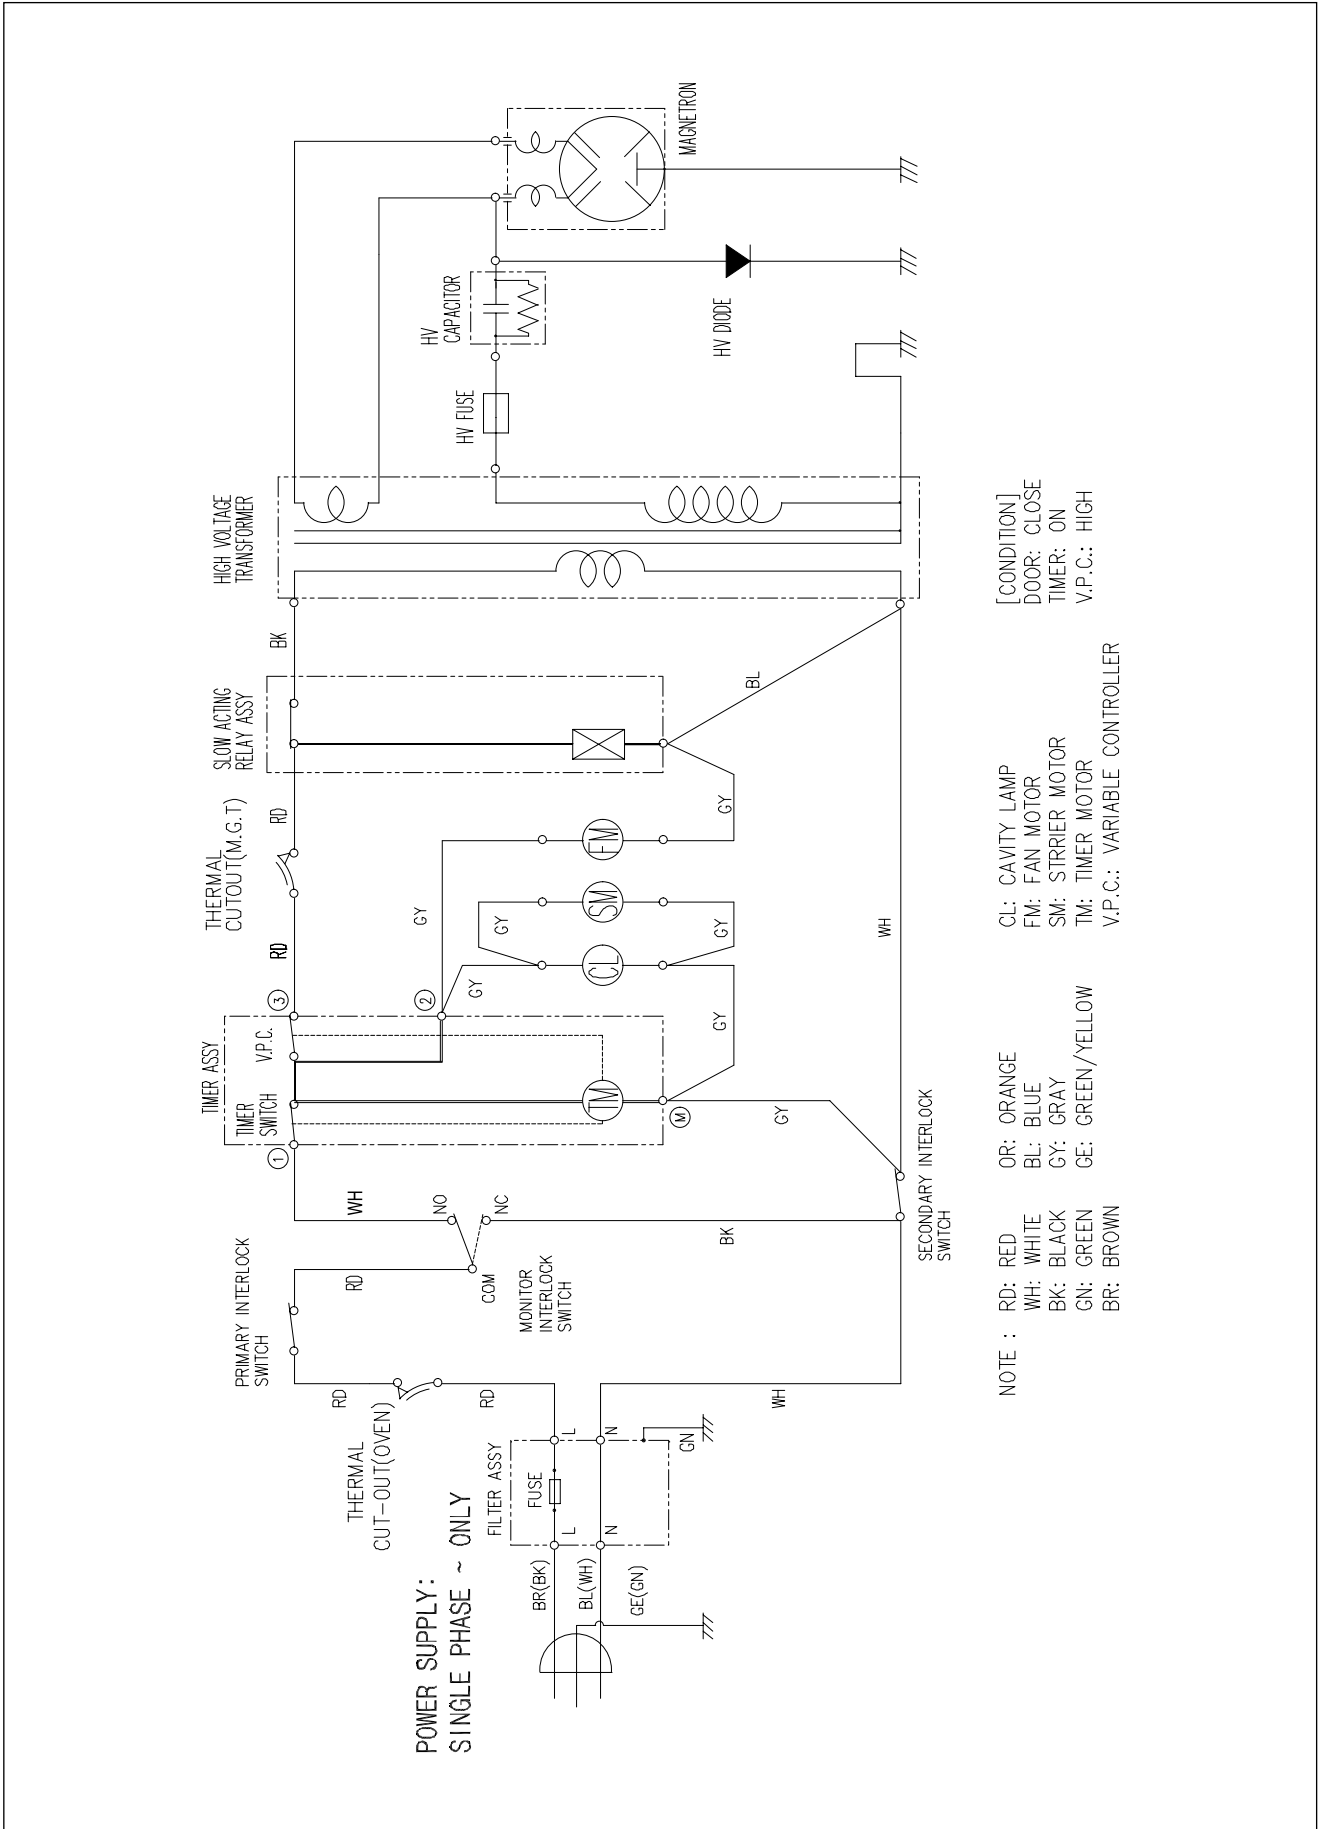 POWER SUPPLY:
SINGLE PHASE ~ ONLY
BR(BK)
BL(WH)
GE(GN)
FILTER ASSY
FUSE
L
N
L
N
GN
THERMAL
CUT-OUT(OVEN)
RD
RD
WH
PRIMARY INTERLOCK
SWITCH
RD
COM
NO
NC
MONITOR
INTERLOCK
SWITCH
WH
BK
SECONDARY INTERLOCK
SWITCH
TIMER ASSY
TIMER
SWITCH
V.P.C.
1
3
2
TM
M
GY
GY
GY
GY
GY
GY
GY
CL
SM
FM
WH
RD
THERMAL
CUTOUT(M.G.T)
RD
SLOW ACTING
RELAY ASSY
BL
BK
HIGH VOLTAGE
TRANSFORMER
HV FUSE
HV
CAPACITOR
HV DIODE
MAGNETRON
NOTE : RD: RED OR: ORANGE
WH: WHITE BL: BLUE
BK: BLACK GY: GRAY
GN: GREEN GE: GREEN/YELLOW
BR: BROWN
CL: CAVITY LAMP
FM: FAN MOTOR
SM: STRRIER MOTOR
TM: TIMER MOTOR
V.P.C.: VARIABLE CONTROLLER
[CONDITION]
DOOR: CLOSE
TIMER: ON
V.P.C.: HIGH